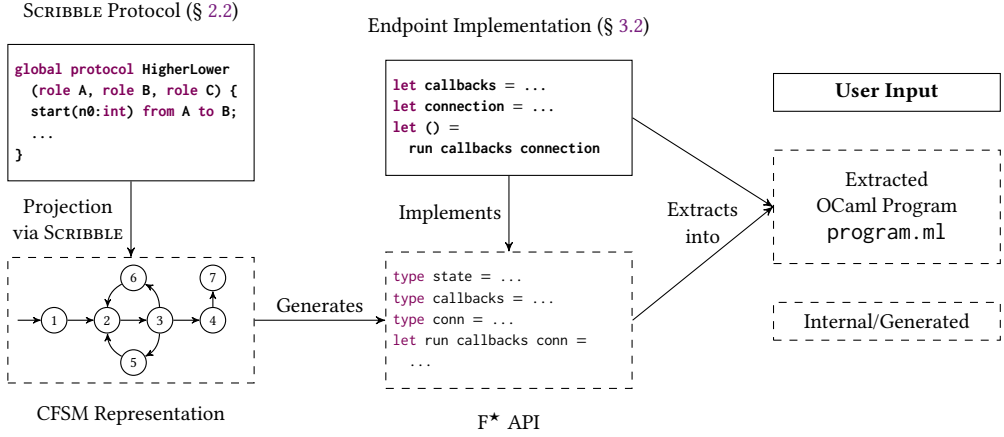 SCRIBBLE Protocol (§ 2.2)
global protocol HigherLower
(role A, role B, role C) {
start(n0:int) from A to B;
...
}
Projection
via SCRIBBLE
1
2
3
4
5
6
7
CFSM Representation
Generates
Endpoint Implementation (§ 3.2)
let callbacks = ...
let connection = ...
let () =
run callbacks connection
Implements
type state = ...
type callbacks = ...
type conn = ...
let run callbacks conn =
...
F★ API
Extracts
into
User Input
Extracted
OCaml Program
program.ml
Internal/Generated